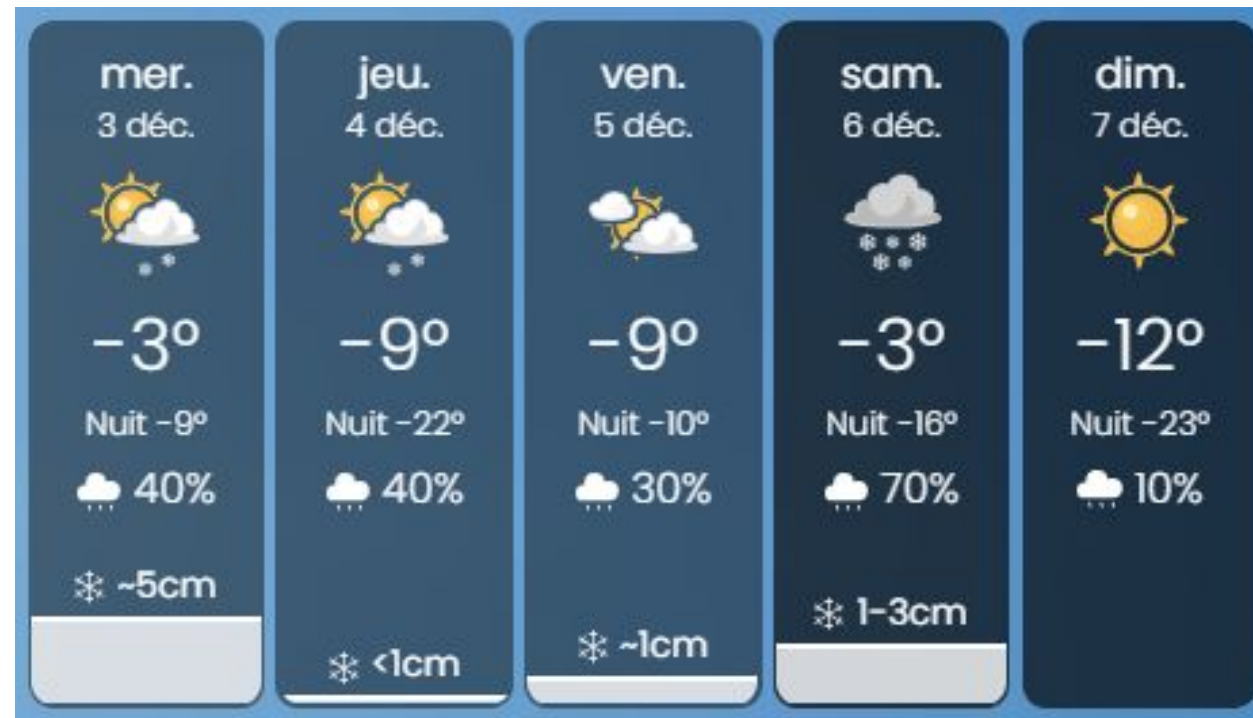 mer.
3 déc.
-3°
Nuit -9°
40%
~5cm
jeu.
4 déc.
-9°
Nuit -22°
40%
<1cm
ven.
5 déc.
-9°
Nuit -10°
30%
~1cm
sam.
6 déc.
-3°
Nuit -16°
70%
1-3cm
dim.
7 déc.
-12°
Nuit -23°
10%